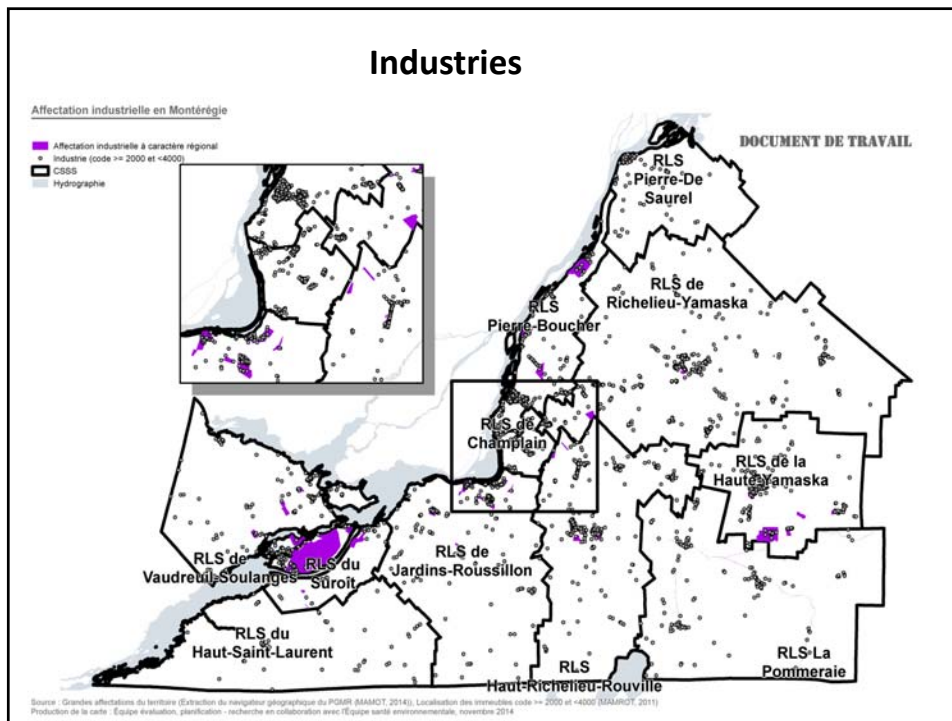 Industries
Affectation industrielle en Montérégie
Affectation industrielle à caractère régional
Industrie (code >= 2000 et <4000)
CSSS
Hydrographie
DOCUMENT DE TRAVAIL
RLS
Pierre-De
Saurel
RLS de
Richelieu-Yamaska
RLS
Pierre-Boucher
RLS de
Champlain
RLS de la
Haute-Yamaska
RLS de
Vaudreuil-Soulanges
RLS du
Suroît
RLS de
Jardins-Roussillon
RLS du
Haut-Saint-Laurent
RLS
Haut-Richelieu-Rouville
RLS La
Pommeraie
Source : Grandes affectations du territoire (Extraction du navigateur géographique du PGMR (MAMOT, 2014)), Localisation des immeubles code >= 2000 et <4000 (MAMROT, 2011)
Production de la carte : Équipe évaluation, planification - recherche en collaboration avec l'Équipe santé environnementale, novembre 2014